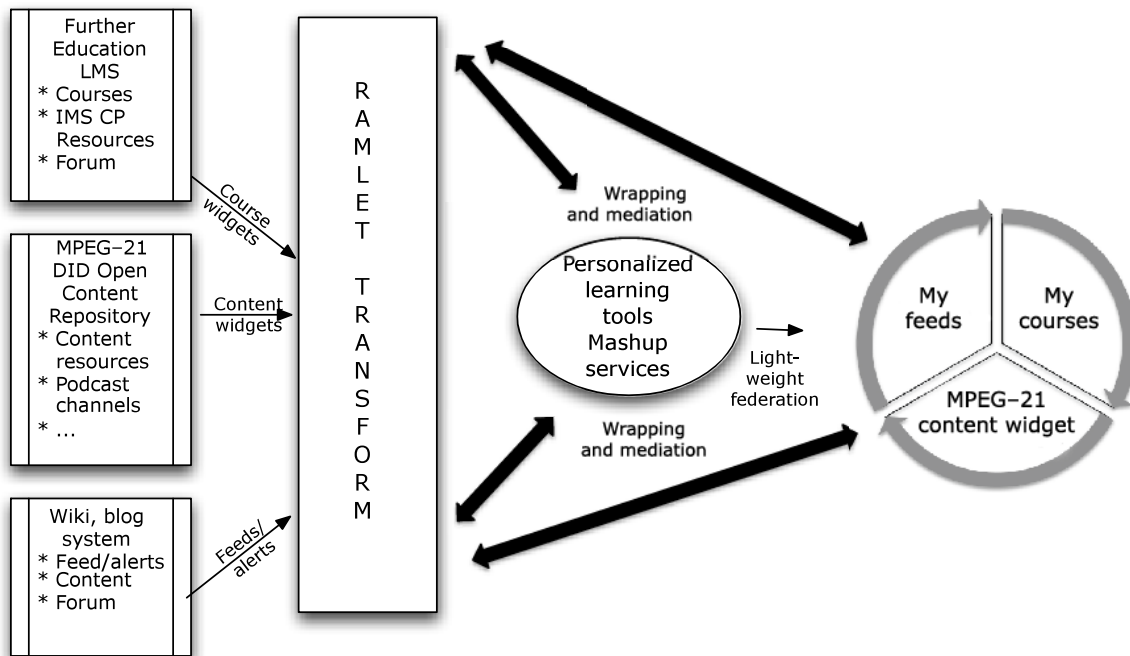 Further
Education
LMS
* Courses
* IMS CP
Resources
* Forum
Course
widgets
MPEG–21
DID Open
Content
Repository
* Content
resources
* Podcast
channels
* ...
Content
widgets
Wiki, blog
system
* Feed/alerts
* Content
* Forum
Feeds/
alerts
R
A
M
L
E
T
T
R
A
N
S
F
O
R
M
Wrapping
and mediation
Personalized
learning
tools
Mashup
services
Wrapping
and mediation
Light-
weight
federation
My
feeds
My
courses
MPEG–21
content widget